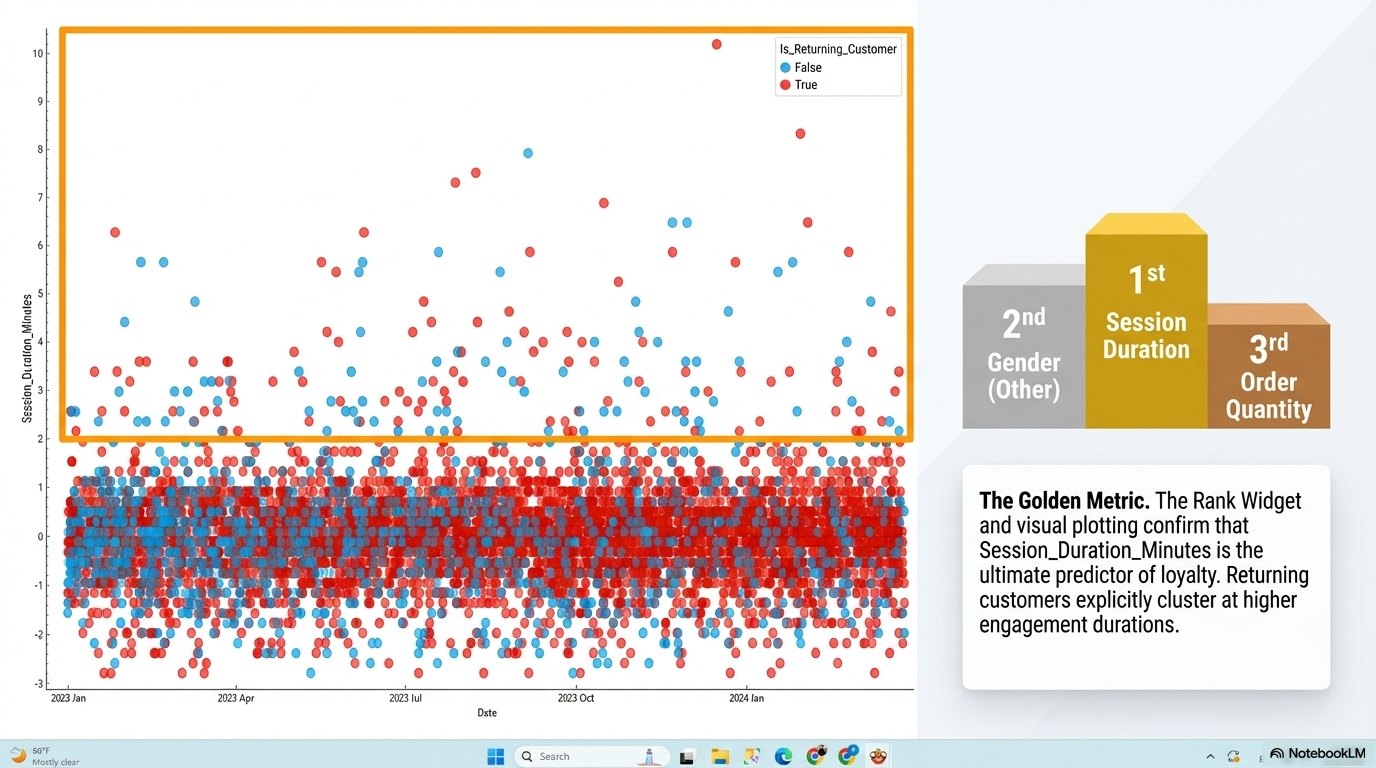 Is_Returning_Customer
False
True
10
9
8
7
6
5
4
3
2
1
0
-1
-2
-3
Session_Duration_Minutes
2023 Jan
2023 Apr
2023 Jul
2023 Oct
2024 Jan
Dste
1st
Session
Duration
2nd
Gender
(Other)
3rd
Order
Quantity
The Golden Metric. The Rank Widget
and visual plotting confirm that
Session_Duration_Minutes is the
ultimate predictor of loyalty. Returning
customers explicitly cluster at higher
engagement durations.
50°F
Mostly clear
Search
NotebookLM